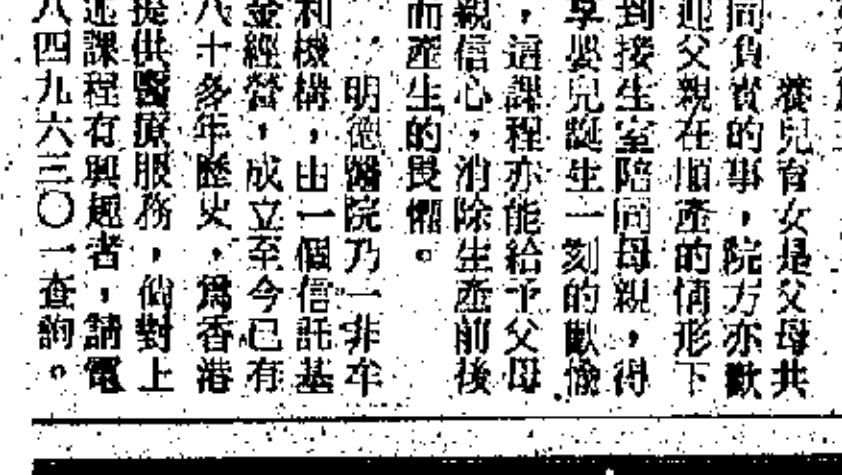 養兒育女是父母共
同負責的事，院方亦歡
迎父親在順產的情形下
到接生室陪同母親，得
享嬰兒誕生一刻的歡愉
，這課程亦能給予父母
親信心，消除生產前後
而產生的畏懼。
明德醫院乃一非牟
利機構，由一個信託基
金經營，成立至今已有
八十多年歷史，爲香港
提供醫療服務，倘對上
述課程有興趣者，請電
八四九六三〇一查詢。